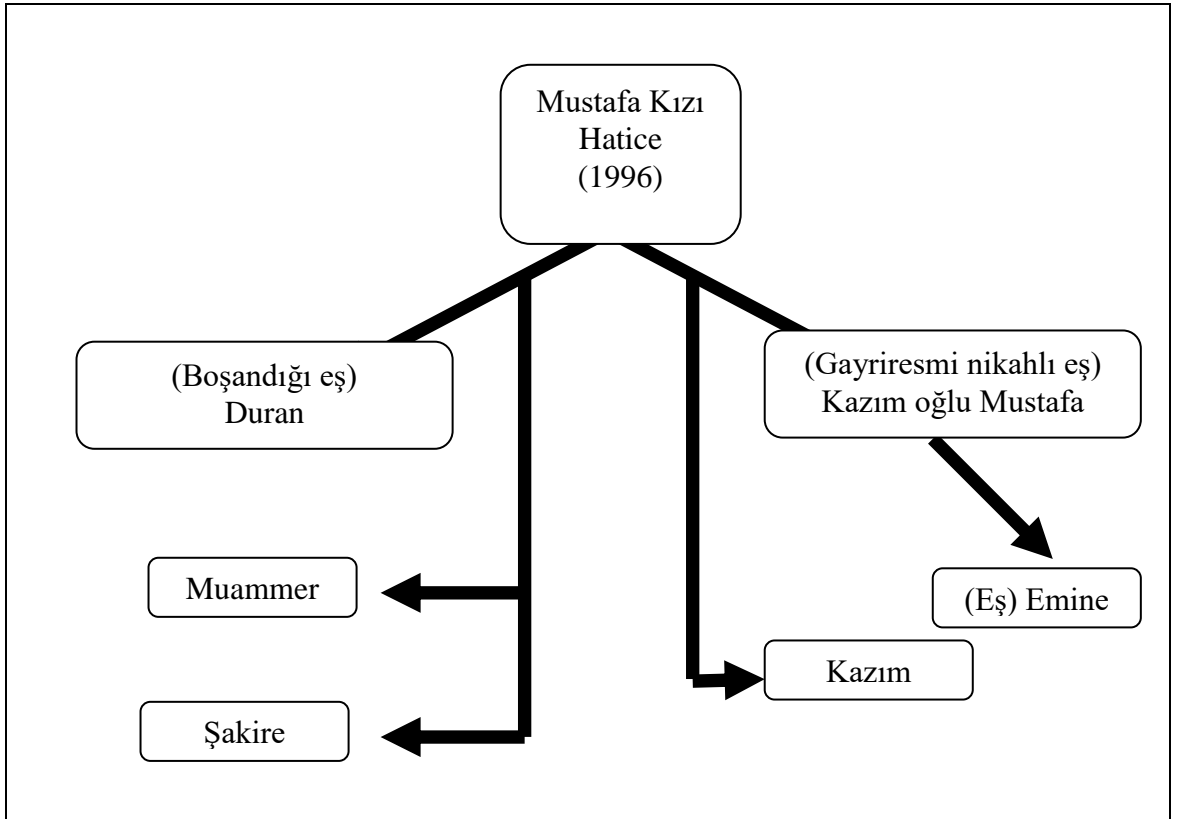 Mustafa Kızı
Hatice
(1996)
(Boşandığı eş)
Duran
(Gayriresmi nikahlı eş)
Kazım oğlu Mustafa
Muammer
(Eş) Emine
Kazım
Şakire